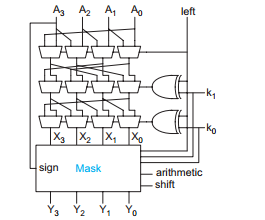 A3 A2 A1 A0 left
k1
k0
X3 X2 X1 X0
sign Mask arithmetic
shift
Y3 Y2 Y1 Y0